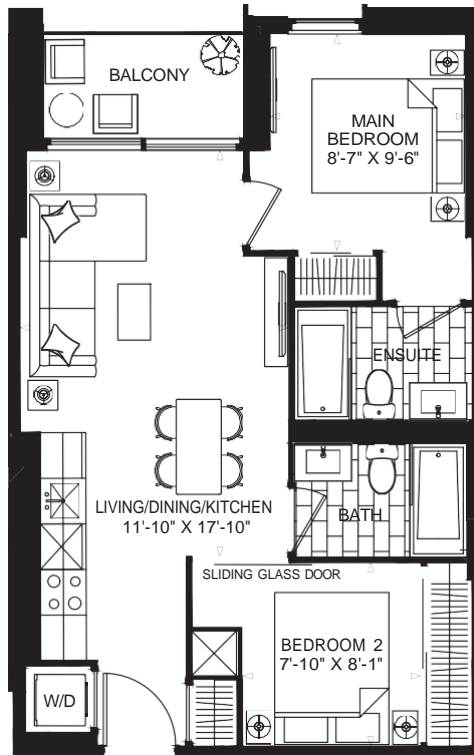 BALCONY
MAIN
BEDROOM
8'-7" X 9'-6"
ENSUITE
LIVING/DINING/KITCHEN
11'-10" X 17'-10"
BATH
SLIDING GLASS DOOR
BEDROOM 2
7'-10" X 8'-1"
W/D